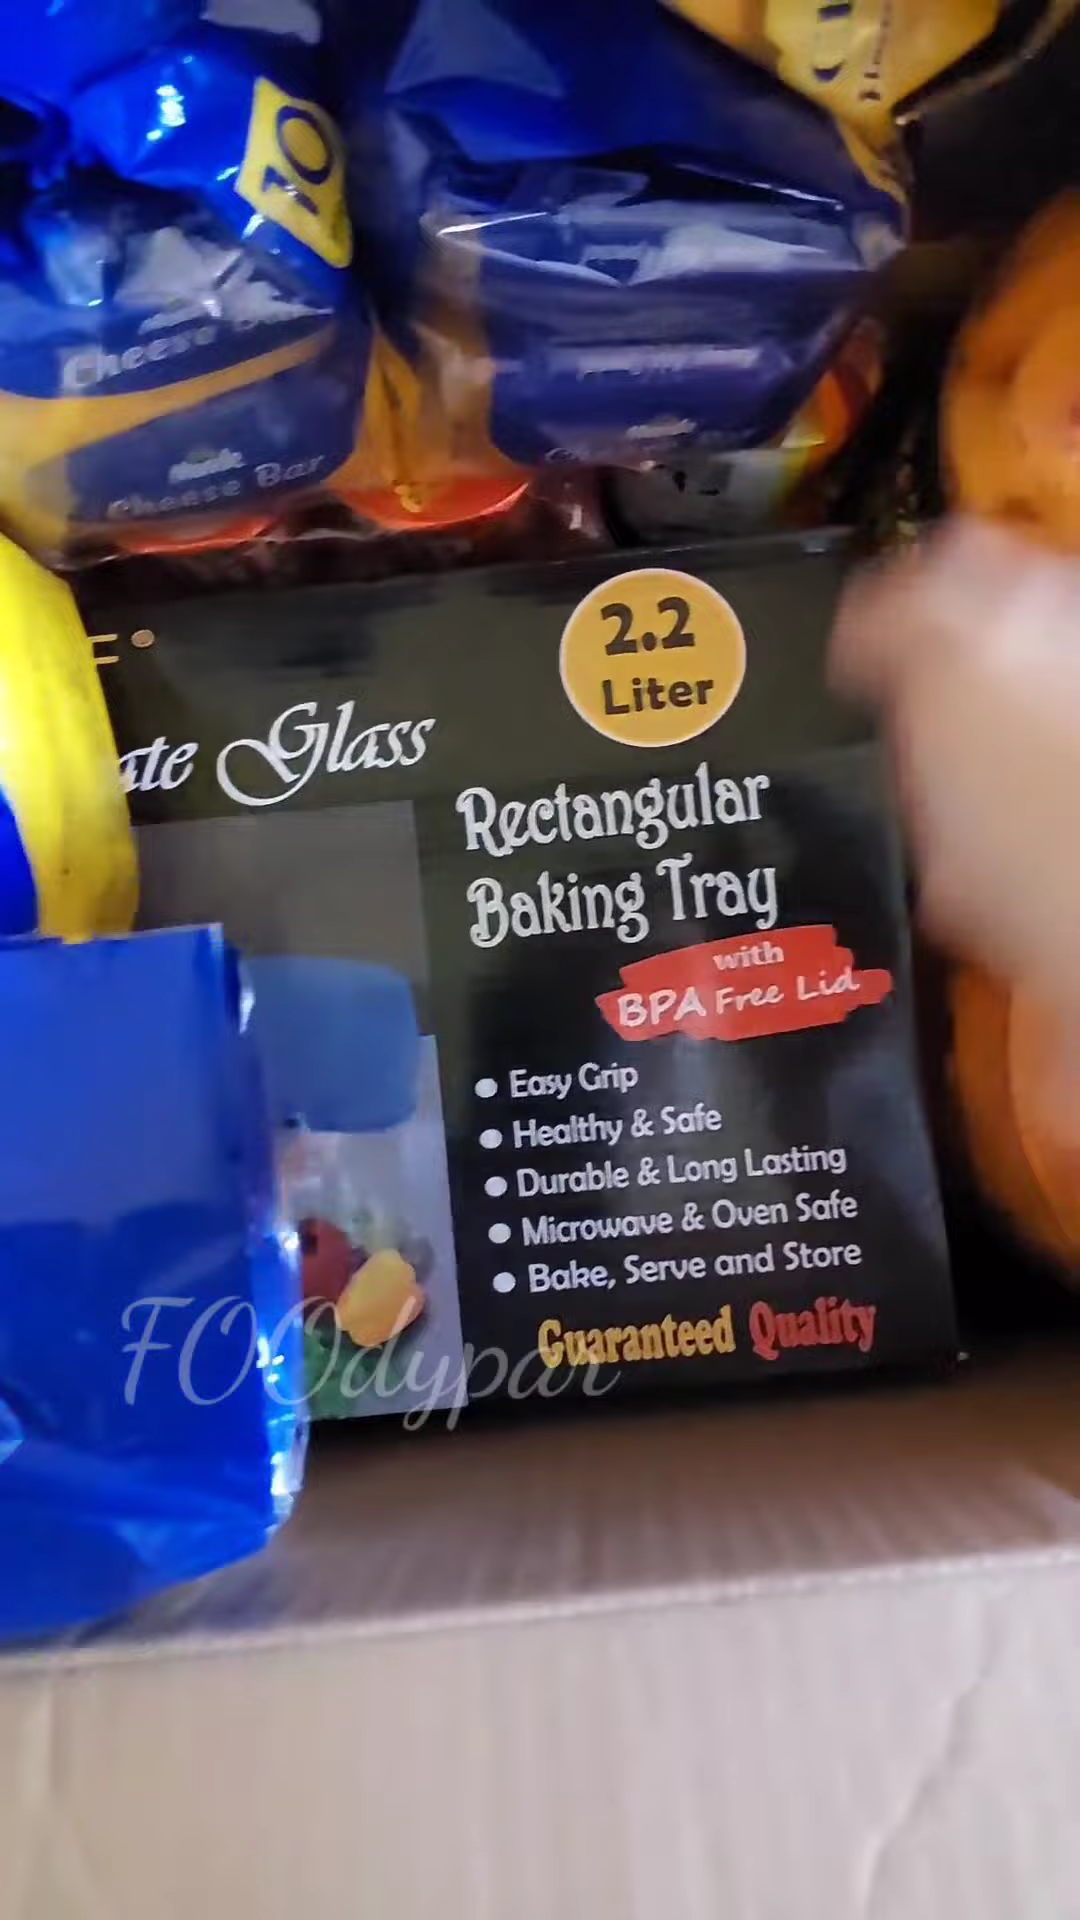 10
Cheese
Cheese Bar
2.2
Liter
ate Glass
Rectangular
Baking Tray
with
BPA Free Lid
• Easy Grip
• Healthy & Safe
• Durable & Long Lasting
• Microwave & Oven Safe
• Bake, Serve and Store
Guaranteed Quality
FOOdypar